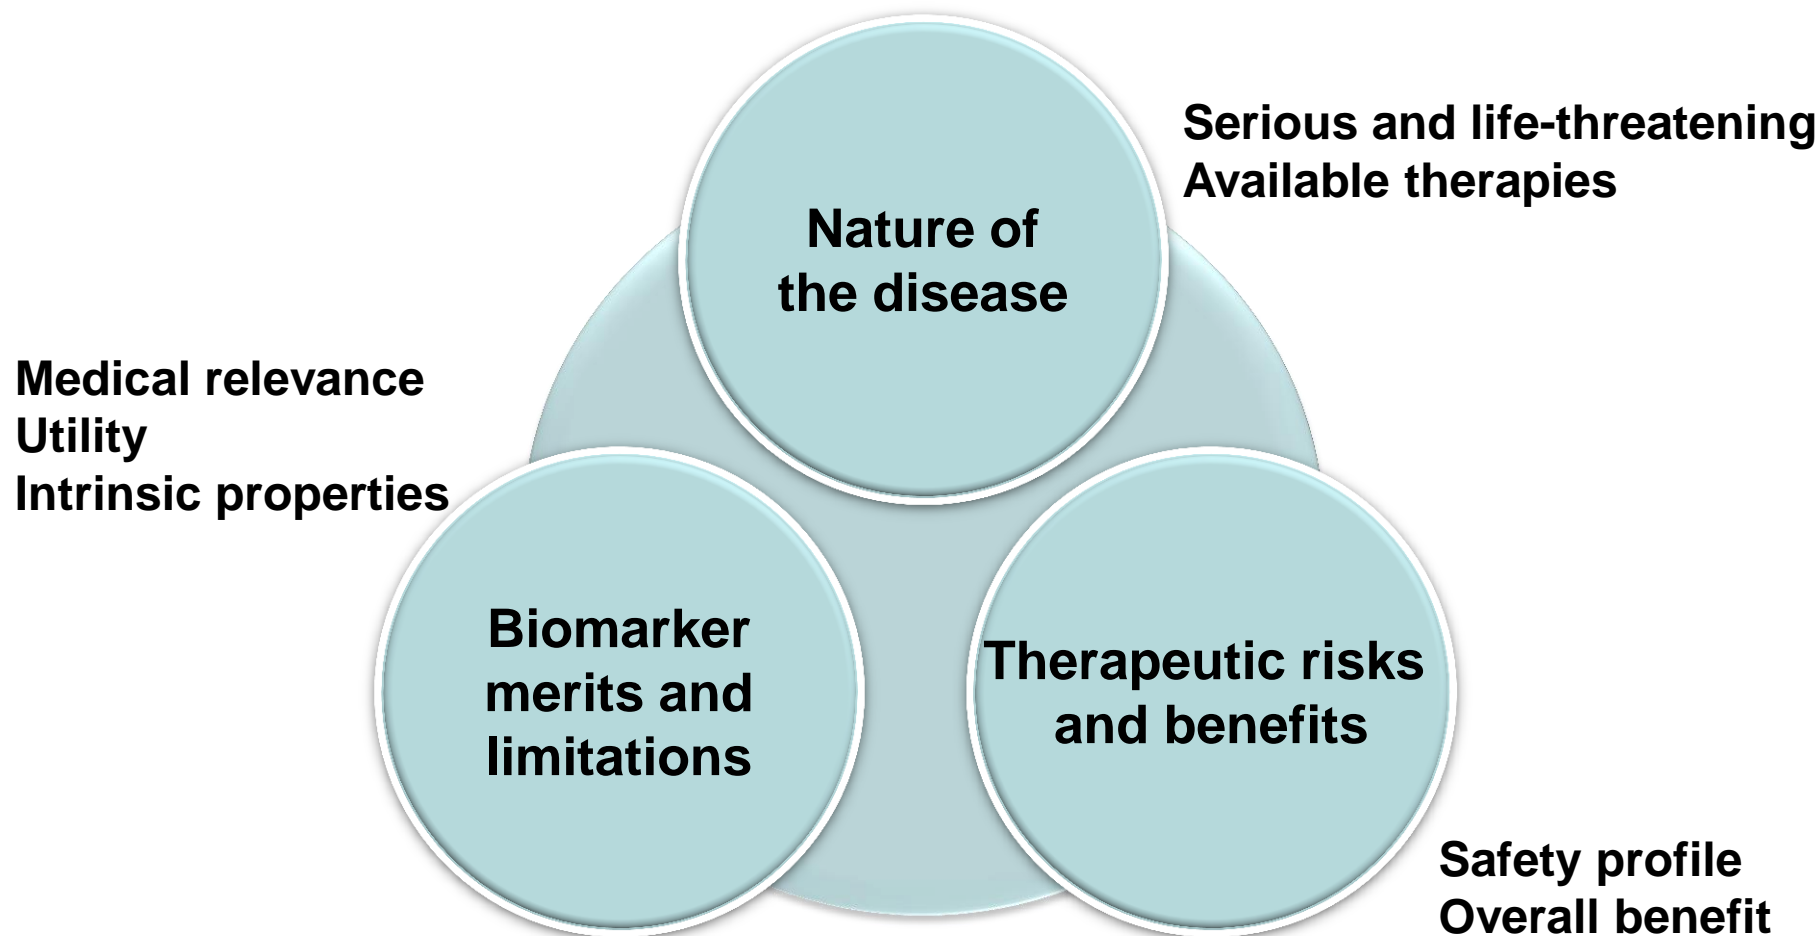 Serious and life-threatening
Available therapies
Nature of
the disease
Medical relevance
Utility
Intrinsic properties
Biomarker
merits and
limitations
Therapeutic risks
and benefits
Safety profile
Overall benefit